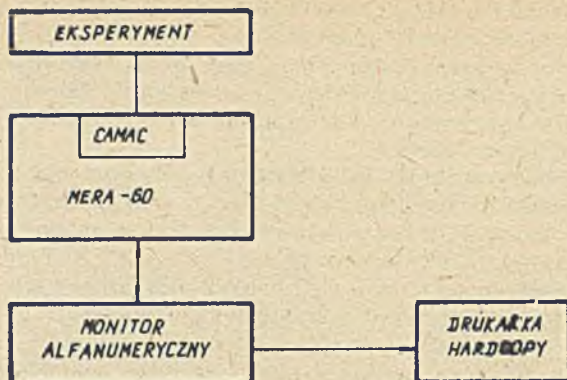 EKSPERYMENT
CAMAC
MERA-60
MONITOR
ALFANUMERYCZNY
DRUKARKA
HARDCOPY